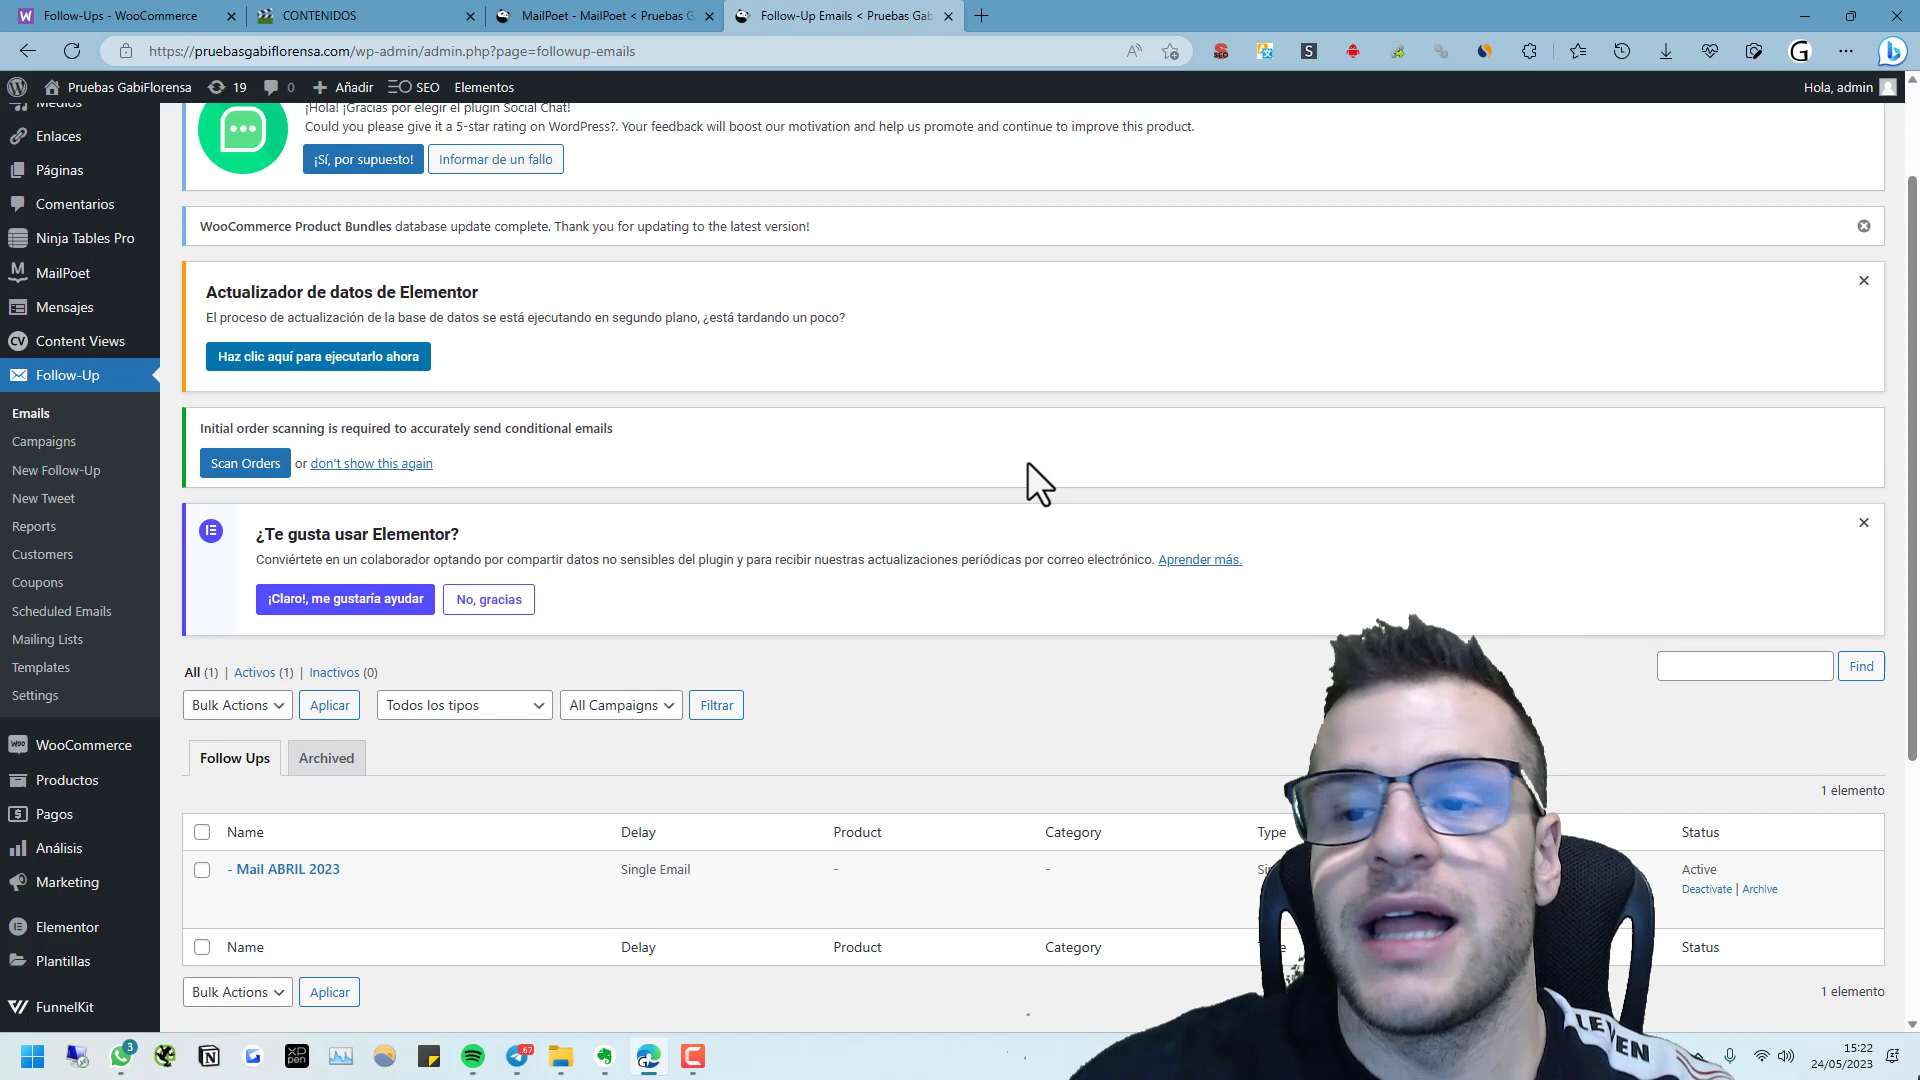 Follow-Ups - WooCommerce
CONTENIDOS
MailPoet - MailPoet < Pruebas G
Follow-Up Emails < Pruebas Gab
https://pruebasgabiflorensa.com/wp-admin/admin.php?page=followup-emails
Pruebas GabiFlorensa
19
0
Añadir
SEO
Elementos
Hola, admin
Medios
Enlaces
Páginas
Comentarios
Ninja Tables Pro
MailPoet
Mensajes
Content Views
Follow-Up
Emails
Campaigns
New Follow-Up
New Tweet
Reports
Customers
Coupons
Scheduled Emails
Mailing Lists
Templates
Settings
WooCommerce
Productos
Pagos
Análisis
Marketing
Elementor
Plantillas
FunnelKit
¡Hola! ¡Gracias por elegir el plugin Social Chat!
Could you please give it a 5-star rating on WordPress?. Your feedback will boost our motivation and help us promote and continue to improve this product.
¡Sí, por supuesto!
Informar de un fallo
WooCommerce Product Bundles database update complete. Thank you for updating to the latest version!
Actualizador de datos de Elementor
El proceso de actualización de la base de datos se está ejecutando en segundo plano, ¿está tardando un poco?
Haz clic aquí para ejecutarlo ahora
Initial order scanning is required to accurately send conditional emails
Scan Orders or don't show this again
¿Te gusta usar Elementor?
Conviértete en un colaborador optando por compartir datos no sensibles del plugin y para recibir nuestras actualizaciones periódicas por correo electrónico. Aprender más.
¡Claro!, me gustaría ayudar
No, gracias
All (1) | Activos (1) | Inactivos (0)
Find
Bulk Actions
Aplicar
Todos los tipos
All Campaigns
Filtrar
Follow Ups
Archived
1 elemento
Name
Delay
Product
Category
Type
Status
- Mail ABRIL 2023
Single Email
-
-
Active
Deactivate | Archive
Name
Delay
Product
Category
Status
Bulk Actions
Aplicar
1 elemento
3
XP
PEN
67
15:22
24/05/2023